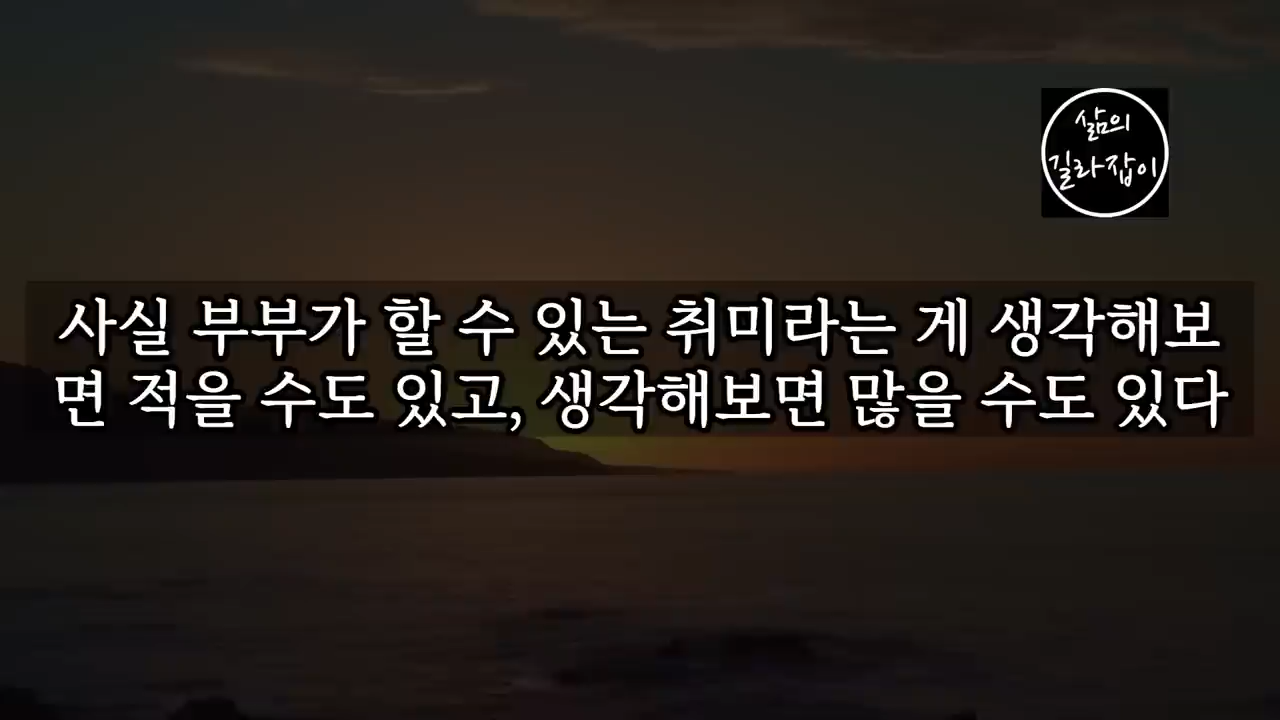 삶의
길라잡이
사실 부부가 할 수 있는 취미라는 게 생각해보
면 적을 수도 있고, 생각해보면 많을 수도 있다